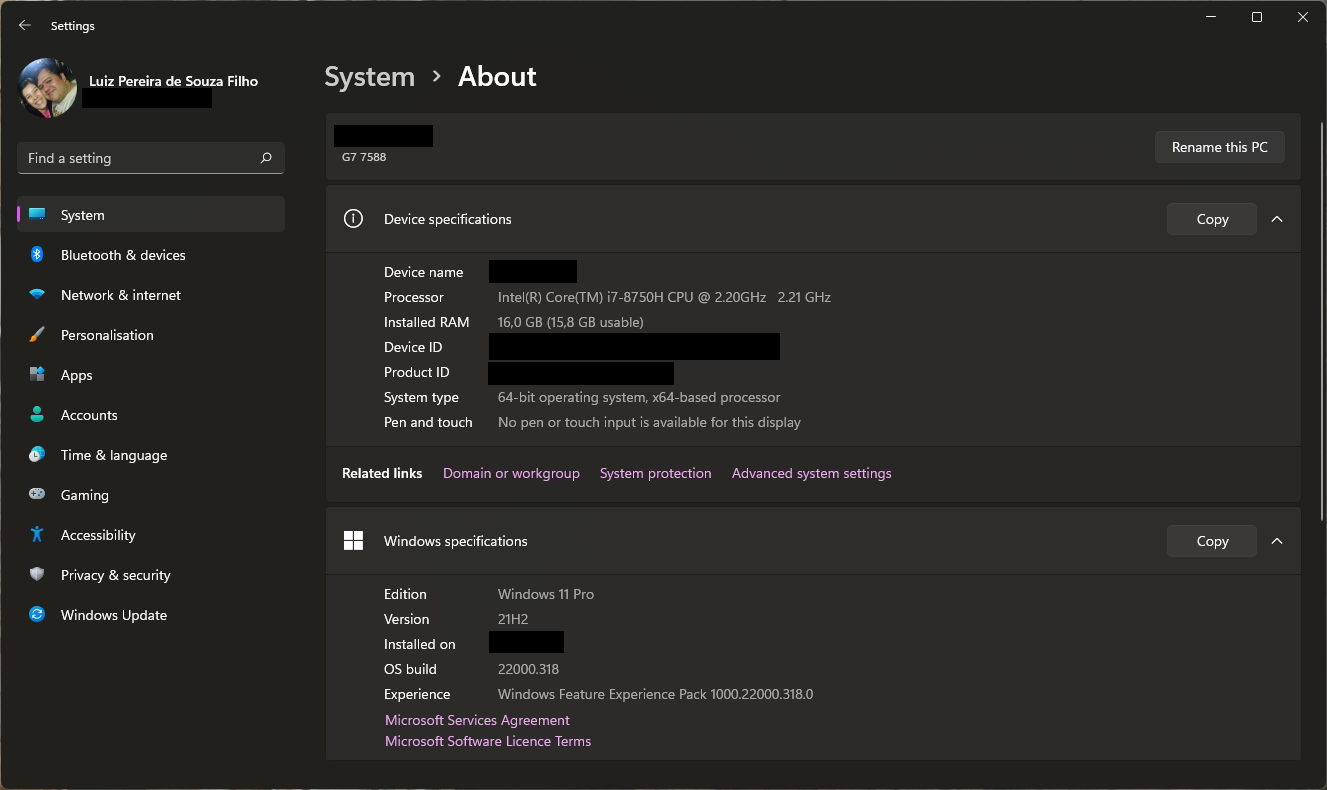 Settings
Luiz Pereira de Souza Filho
Find a setting
System
Bluetooth & devices
Network & internet
Personalisation
Apps
Accounts
Time & language
Gaming
Accessibility
Privacy & security
Windows Update
System › About
G7 7588
Rename this PC
Device specifications
Copy
Device name
Processor Intel(R) Core(TM) i7-8750H CPU @ 2.20GHz 2.21 GHz
Installed RAM 16,0 GB (15,8 GB usable)
Device ID
Product ID
System type 64-bit operating system, x64-based processor
Pen and touch No pen or touch input is available for this display
Related links Domain or workgroup System protection Advanced system settings
Windows specifications
Copy
Edition Windows 11 Pro
Version 21H2
Installed on
OS build 22000.318
Experience Windows Feature Experience Pack 1000.22000.318.0
Microsoft Services Agreement
Microsoft Software Licence Terms